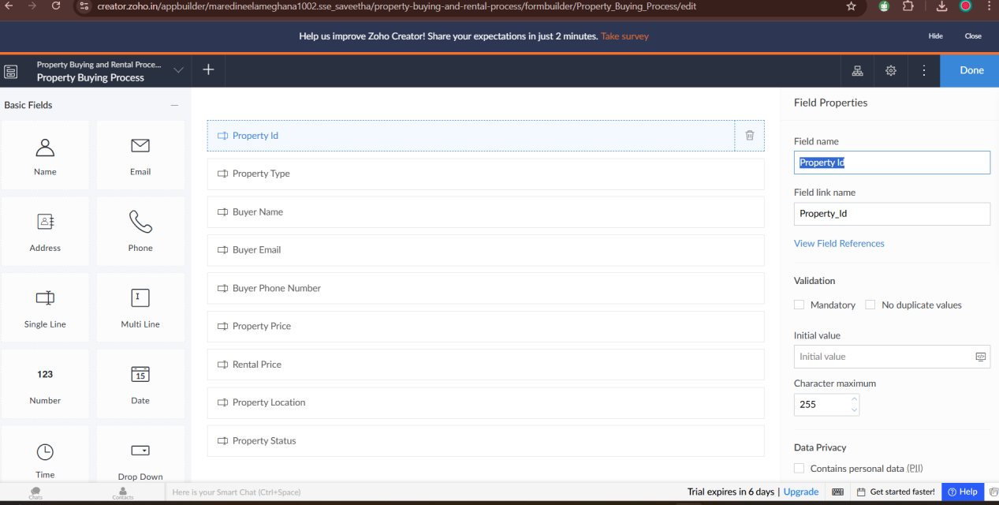 creator.zoho.in/appbuilder/maredineelameghana1002.sse_saveetha/property-buying-and-rental-process/formbuilder/Property_Buying_Process/edit
Help us improve Zoho Creator! Share your expectations in just 2 minutes. Take survey
Hide
Close
Property Buying and Rental Proce...
Property Buying Process
Done
Basic Fields
Name
Email
Address
Phone
Single Line
Multi Line
123
Number
15
Date
Time
Drop Down
Property Id
Property Type
Buyer Name
Buyer Email
Buyer Phone Number
Property Price
Rental Price
Property Location
Property Status
Field Properties
Field name
Property Id
Field link name
Property_Id
View Field References
Validation
Mandatory
No duplicate values
Initial value
Initial value
Character maximum
255
Data Privacy
Contains personal data (PII)
Chats
Contacts
Here is your Smart Chat (Ctrl+Space)
Trial expires in 6 days | Upgrade
Get started faster!
Help